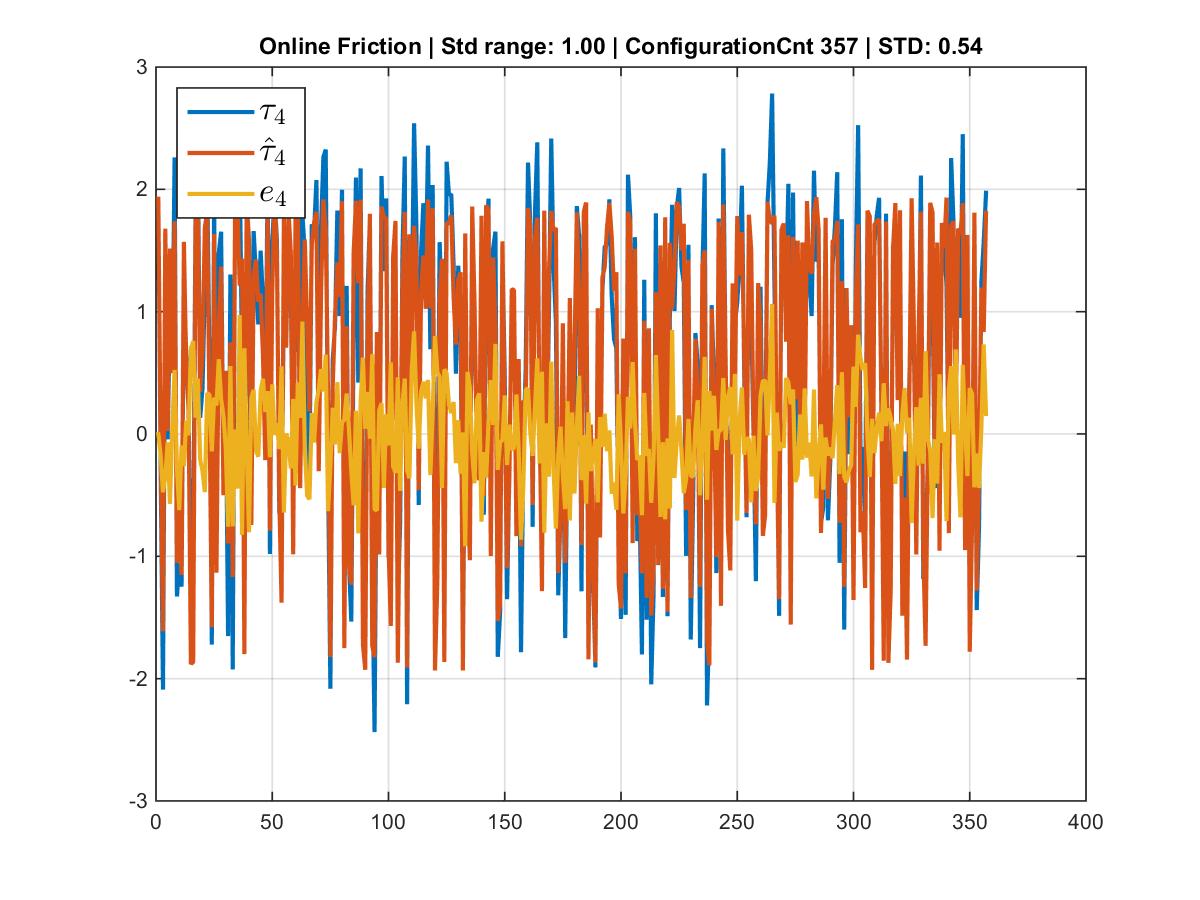 Online Friction | Std range: 1.00 | ConfigurationCnt 357 | STD: 0.54
3
τ₄
τ̂₄
e₄
2
1
0
-1
-2
-3
0 50 100 150 200 250 300 350 400